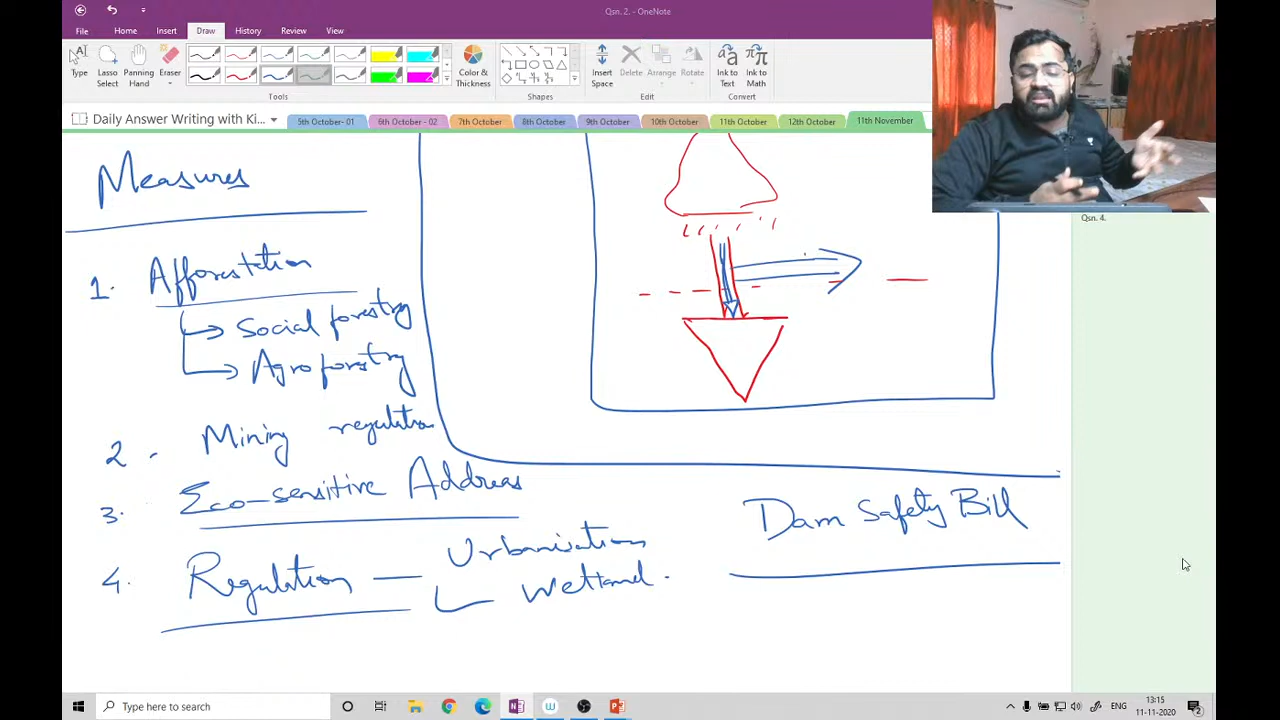 Qsn. 2. - OneNote
File Home Insert Draw History Review View
Type
Lasso Select
Panning Hand
Eraser
Color & Thickness
Insert Space
Delete
Arrange
Rotate
Ink to Text
Ink to Math
Tools
Shapes
Edit
Convert
Daily Answer Writing with Ki...
5th October- 01
6th October - 02
7th October
8th October
9th October
10th October
11th October
12th October
11th November
Qsn. 4.
Measures
1. Afforestation
Social forestry
Agroforestry
2. Mining regulation
3. Eco-sensitive Address
4. Regulation — Urbanisation
Wetland.
Dam Safety Bill
Type here to search
ENG
13:15
11-11-2020
2